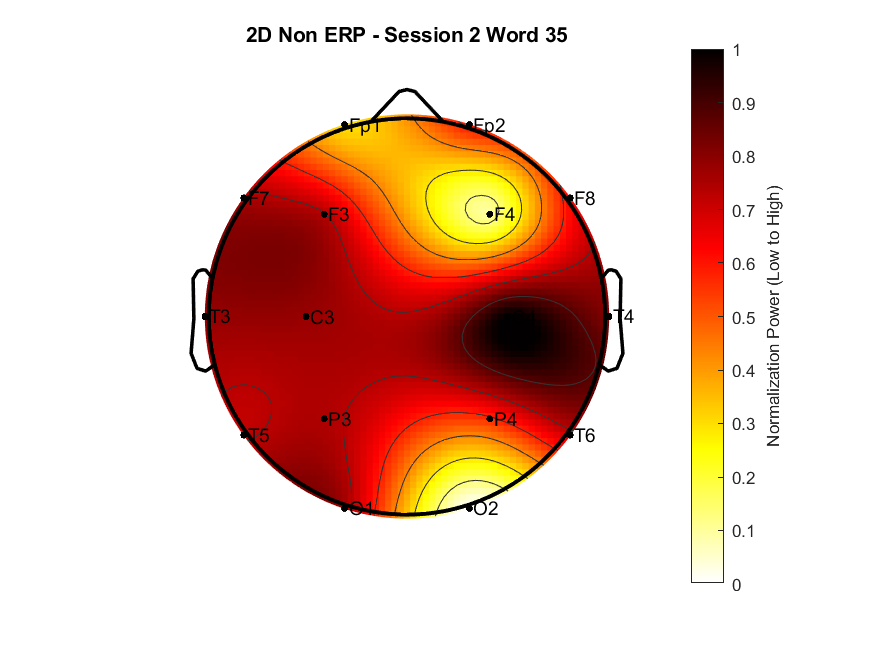 2D Non ERP - Session 2 Word 35
Fp1
Fp2
F7
F3
F4
F8
T3
C3
T4
T5
P3
P4
T6
O1
O2
1
0.9
0.8
0.7
0.6
0.5
0.4
0.3
0.2
0.1
0
Normalization Power (Low to High)